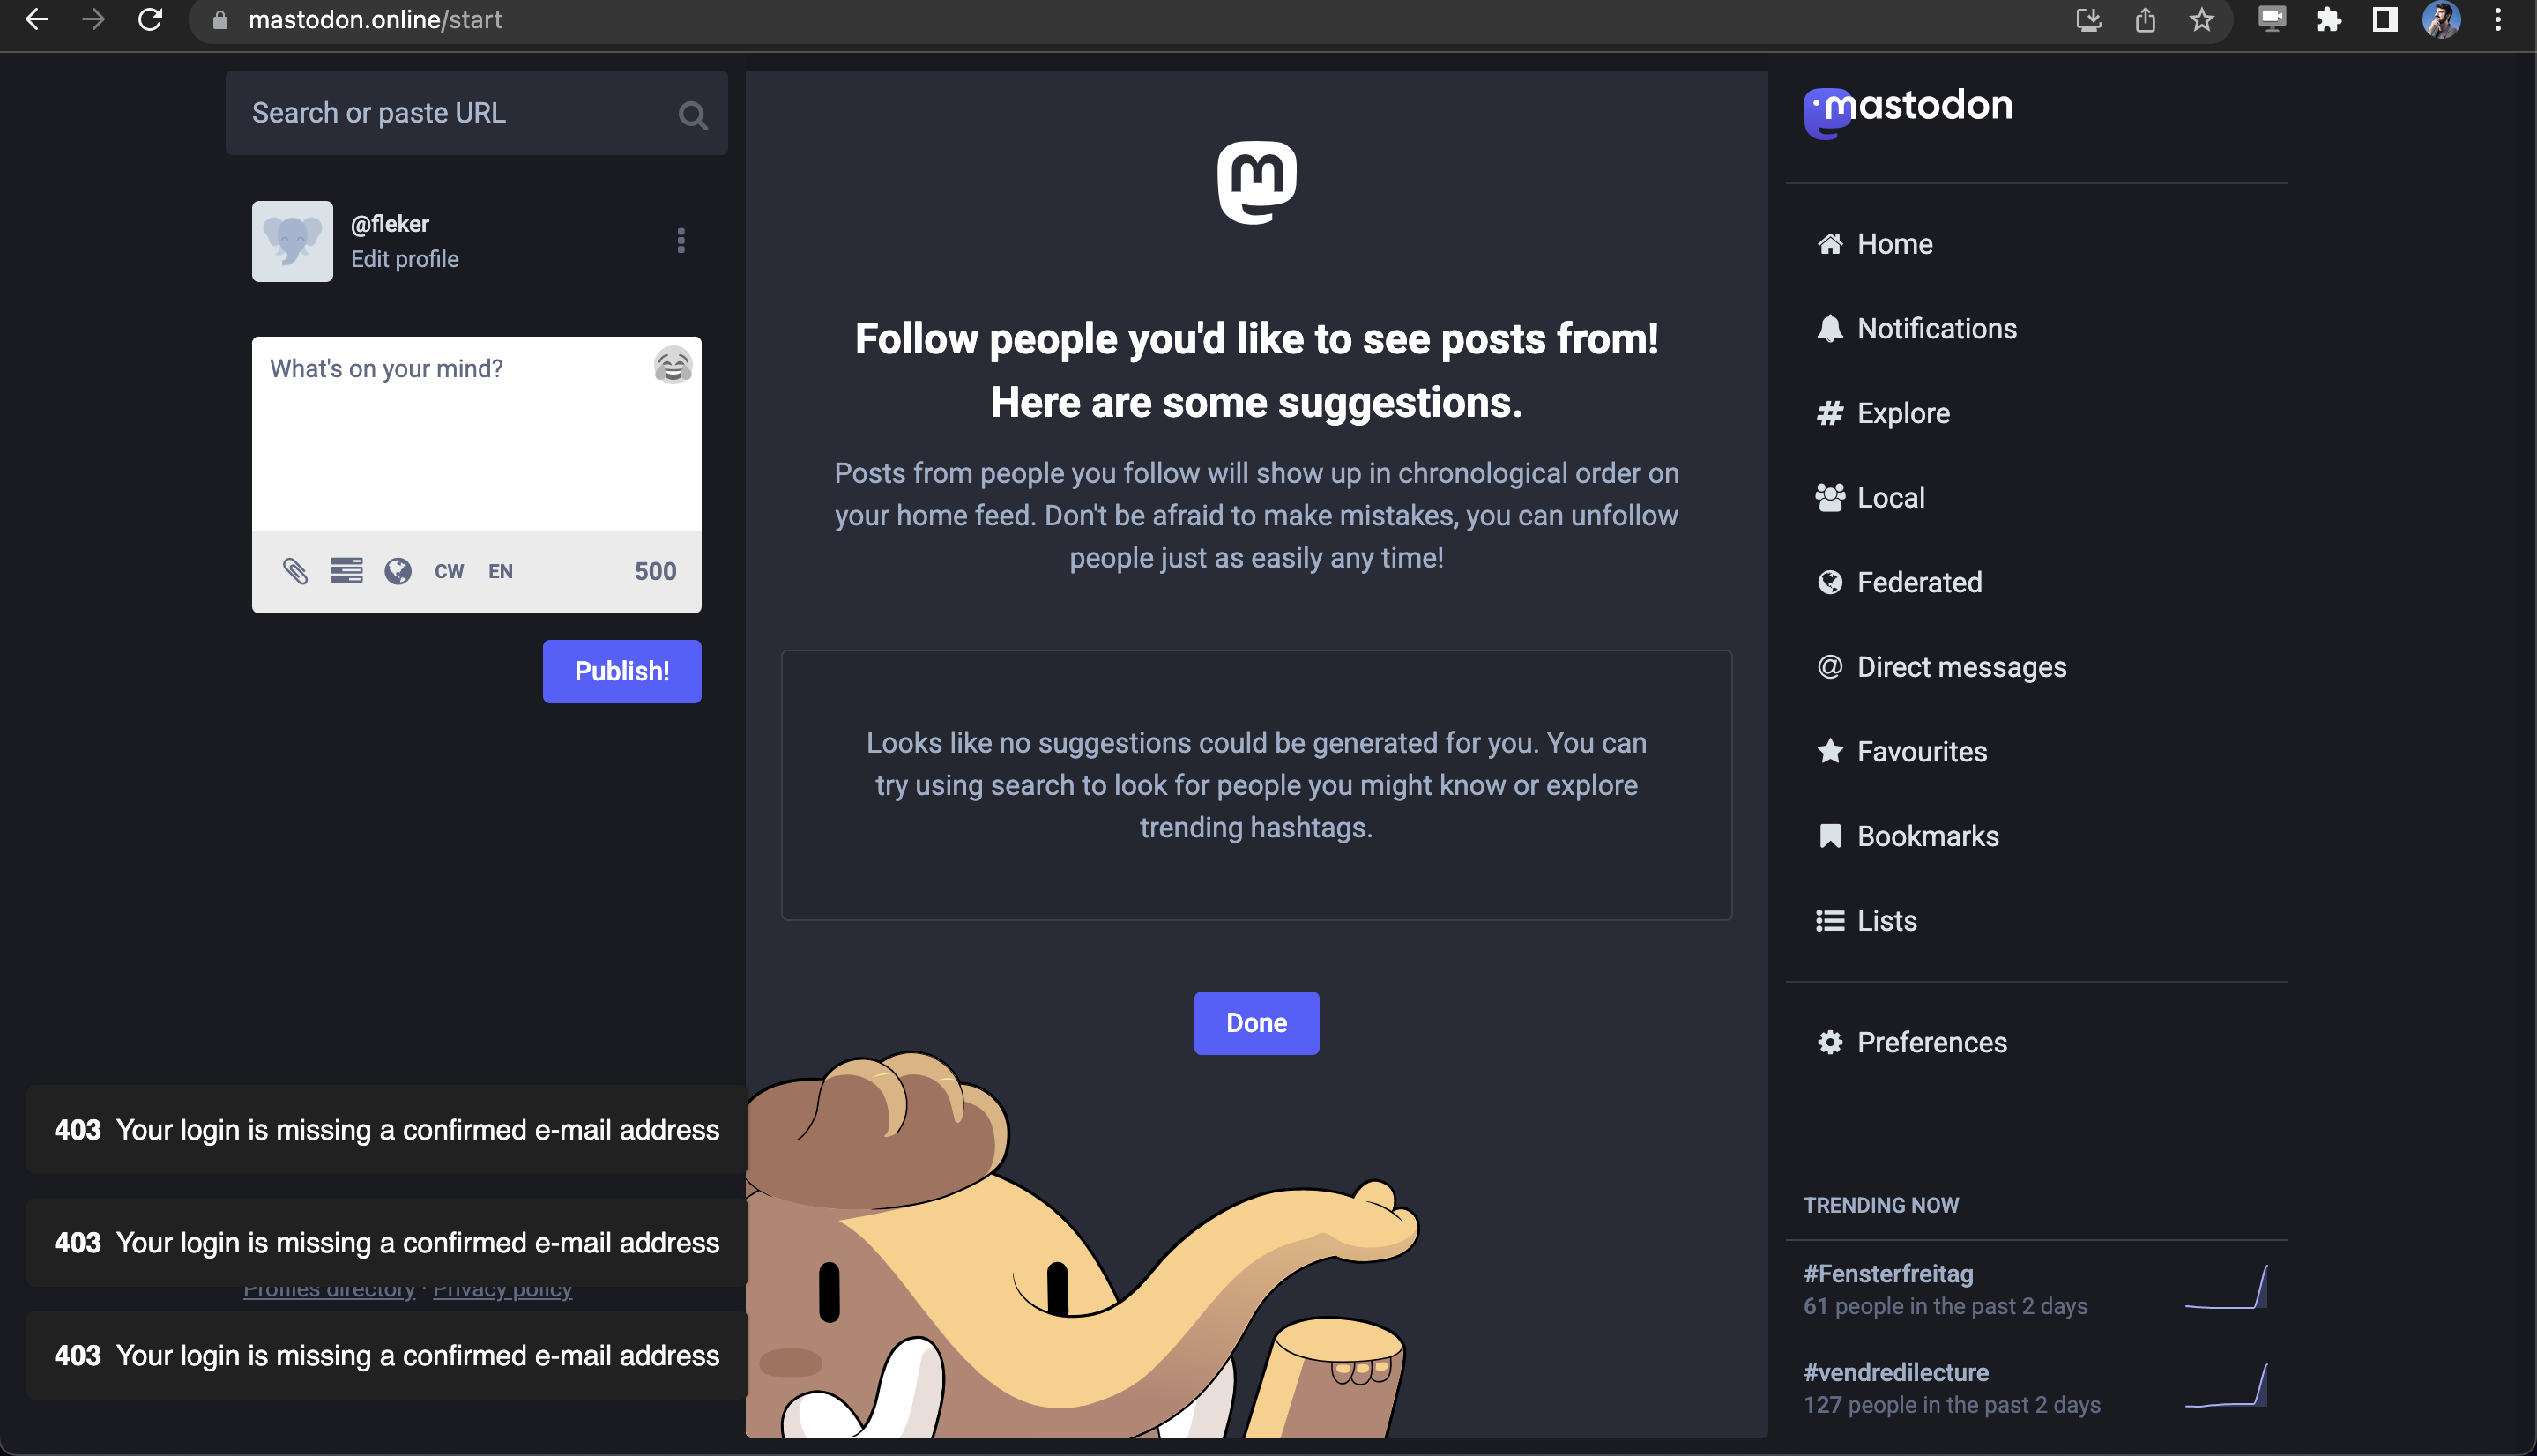 mastodon.online/start
Search or paste URL
@fleker
Edit profile
What's on your mind?
CW EN 500
Publish!
403 Your login is missing a confirmed e-mail address
403 Your login is missing a confirmed e-mail address
Profiles directory · Privacy policy
403 Your login is missing a confirmed e-mail address
Follow people you'd like to see posts from!
Here are some suggestions.
Posts from people you follow will show up in chronological order on
your home feed. Don't be afraid to make mistakes, you can unfollow
people just as easily any time!
Looks like no suggestions could be generated for you. You can
try using search to look for people you might know or explore
trending hashtags.
Done
mastodon
Home
Notifications
Explore
Local
Federated
Direct messages
Favourites
Bookmarks
Lists
Preferences
TRENDING NOW
#Fensterfreitag
61 people in the past 2 days
#vendredilecture
127 people in the past 2 days